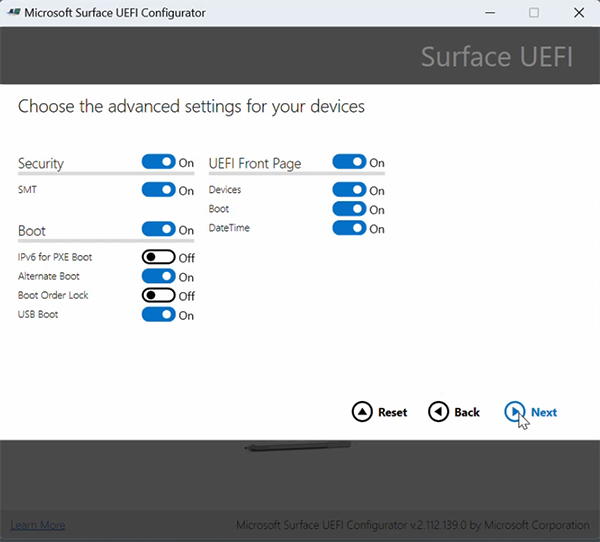 Microsoft Surface UEFI Configurator
Surface UEFI
Choose the advanced settings for your devices
Security On
SMT On
Boot On
IPv6 for PXE Boot Off
Alternate Boot On
Boot Order Lock Off
USB Boot On
UEFI Front Page On
Devices On
Boot On
DateTime On
Reset Back Next
Learn More Microsoft Surface UEFI Configurator v.2.112.139.0 by Microsoft Corporation